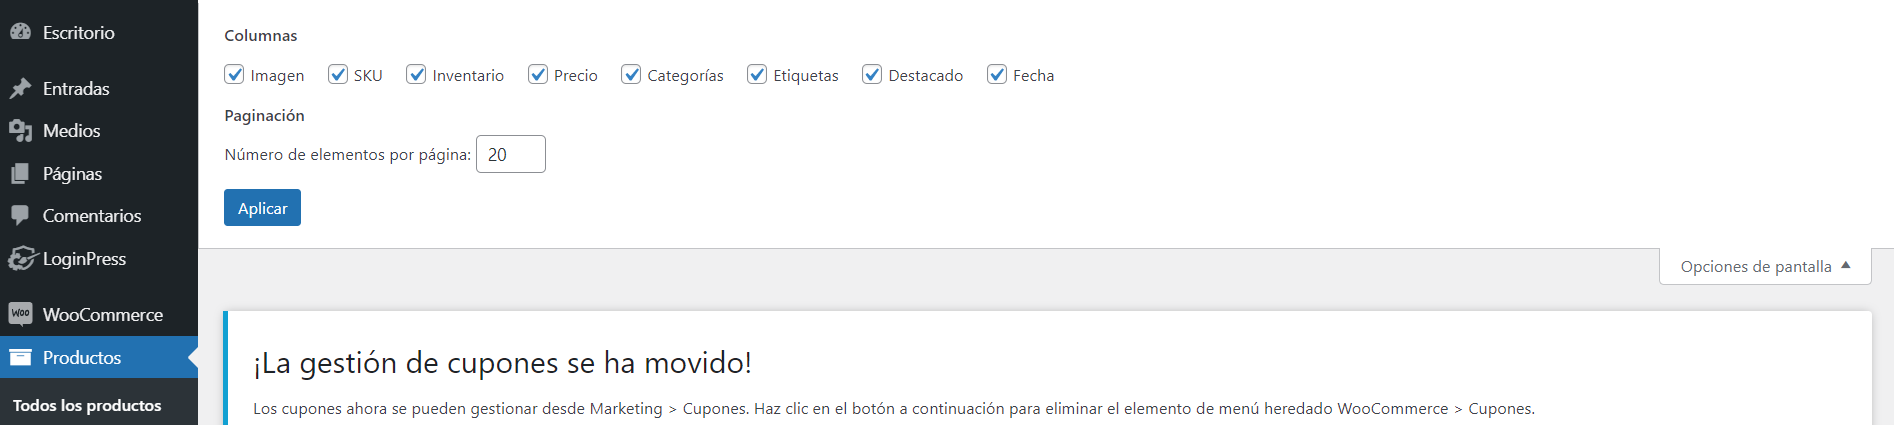 Escritorio
Entradas
Medios
Páginas
Comentarios
LoginPress
Woo WooCommerce
Productos
Todos los productos
Columnas
Imagen SKU Inventario Precio Categorías Etiquetas Destacado Fecha
Paginación
Número de elementos por página: 20
Aplicar
Opciones de pantalla
¡La gestión de cupones se ha movido!
Los cupones ahora se pueden gestionar desde Marketing > Cupones. Haz clic en el botón a continuación para eliminar el elemento de menú heredado WooCommerce > Cupones.